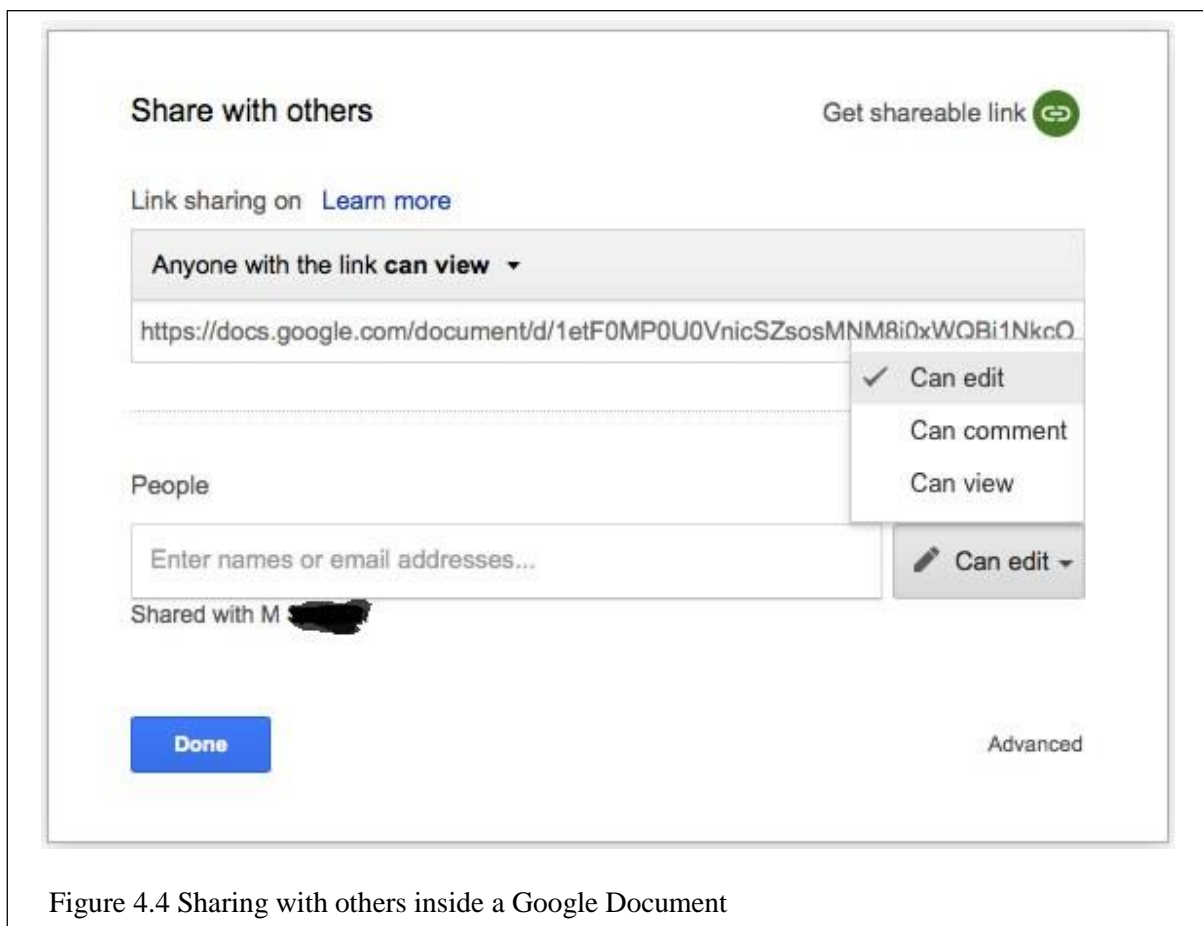 Share with others
Get shareable link
Link sharing on Learn more
Anyone with the link can view
https://docs.google.com/document/d/1etF0MP0U0VnicSZsosMNM8i0xWQBi1NkcQ
Can edit
Can comment
Can view
People
Enter names or email addresses...
Can edit
Shared with M
Done
Advanced
Figure 4.4 Sharing with others inside a Google Document